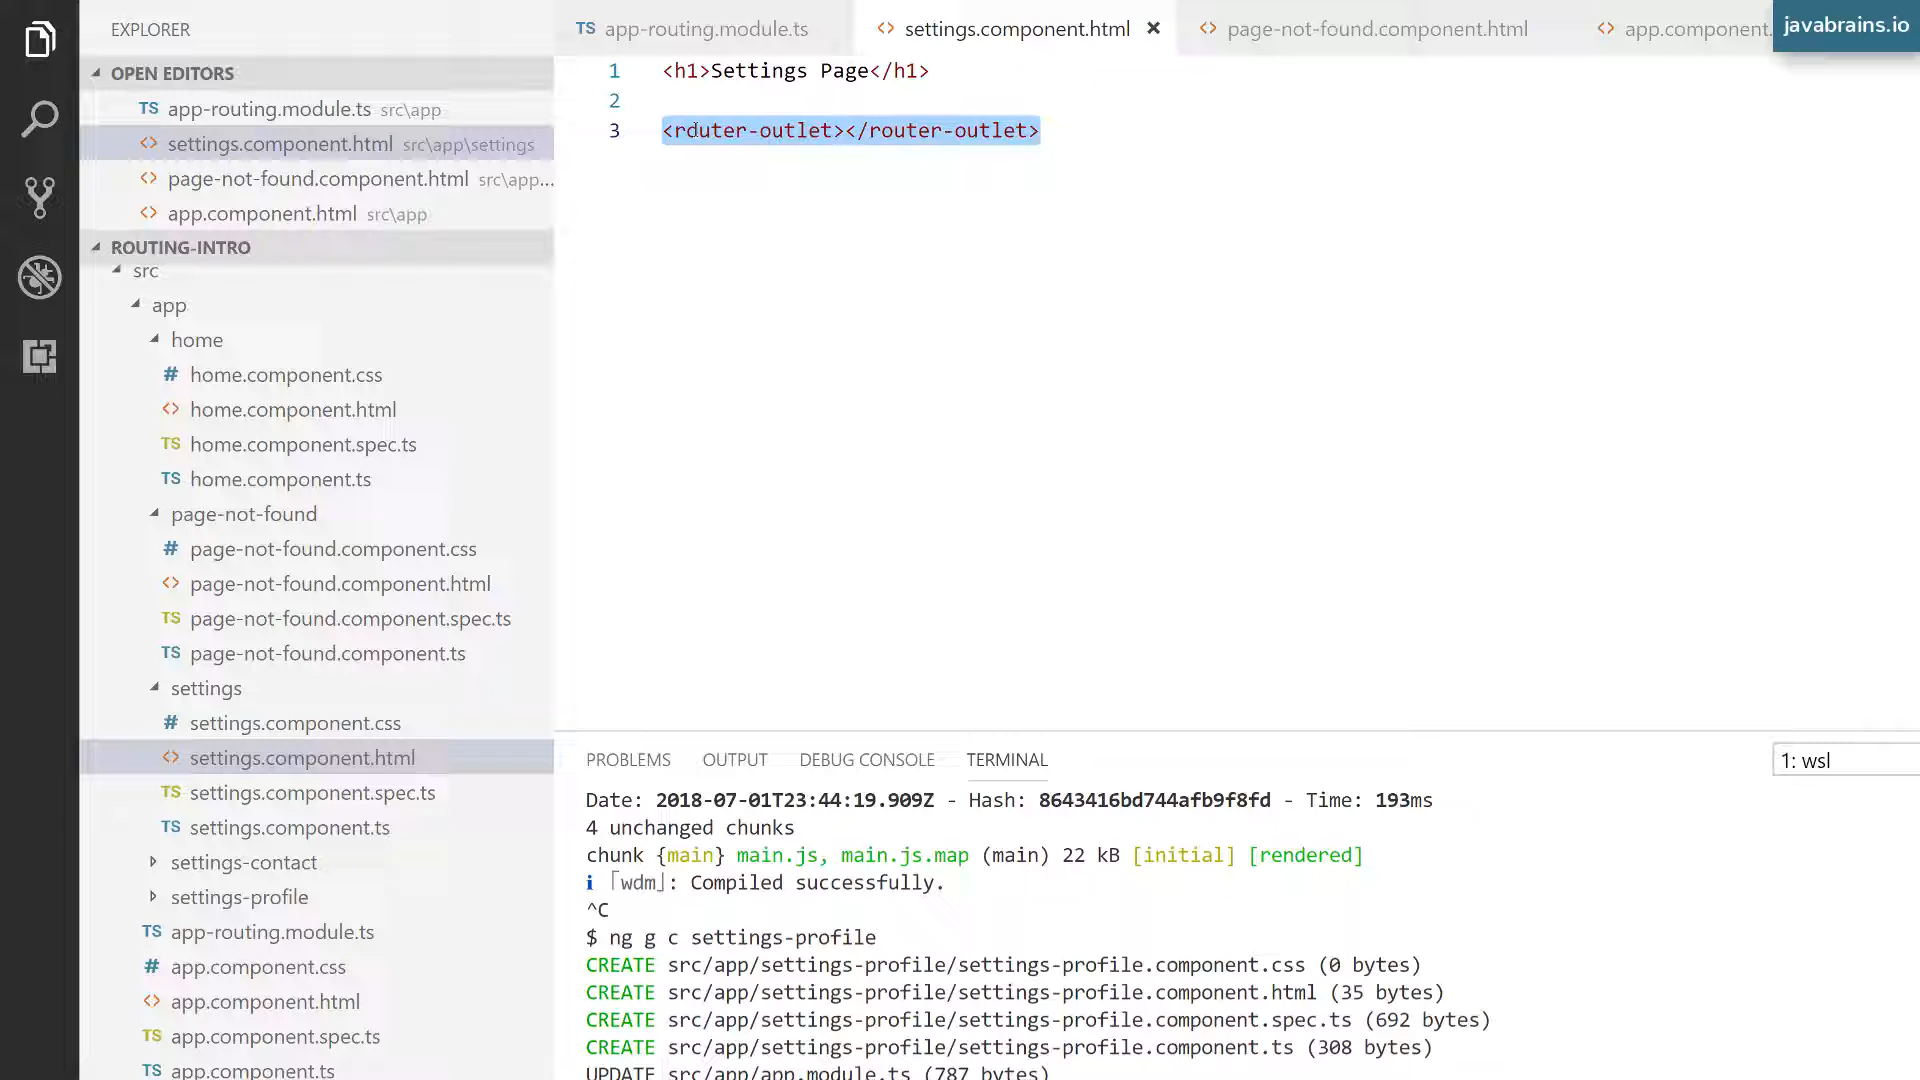 EXPLORER
OPEN EDITORS
TS app-routing.module.ts src\app
<> settings.component.html src\app\settings
<> page-not-found.component.html src\app...
<> app.component.html src\app
ROUTING-INTRO
src
app
home
# home.component.css
<> home.component.html
TS home.component.spec.ts
TS home.component.ts
page-not-found
# page-not-found.component.css
<> page-not-found.component.html
TS page-not-found.component.spec.ts
TS page-not-found.component.ts
settings
# settings.component.css
<> settings.component.html
TS settings.component.spec.ts
TS settings.component.ts
settings-contact
settings-profile
TS app-routing.module.ts
# app.component.css
<> app.component.html
TS app.component.spec.ts
TS app.component.ts
TS app-routing.module.ts <> settings.component.html × <> page-not-found.component.html <> app.component.
javabrains.io
1 <h1>Settings Page</h1>
2
3 <router-outlet></router-outlet>
PROBLEMS OUTPUT DEBUG CONSOLE TERMINAL 1: wsl
Date: 2018-07-01T23:44:19.909Z - Hash: 8643416bd744afb9f8fd - Time: 193ms
4 unchanged chunks
chunk {main} main.js, main.js.map (main) 22 kB [initial] [rendered]
i ｢wdm｣: Compiled successfully.
^C
$ ng g c settings-profile
CREATE src/app/settings-profile/settings-profile.component.css (0 bytes)
CREATE src/app/settings-profile/settings-profile.component.html (35 bytes)
CREATE src/app/settings-profile/settings-profile.component.spec.ts (692 bytes)
CREATE src/app/settings-profile/settings-profile.component.ts (308 bytes)
UPDATE src/app/app.module.ts (787 bytes)